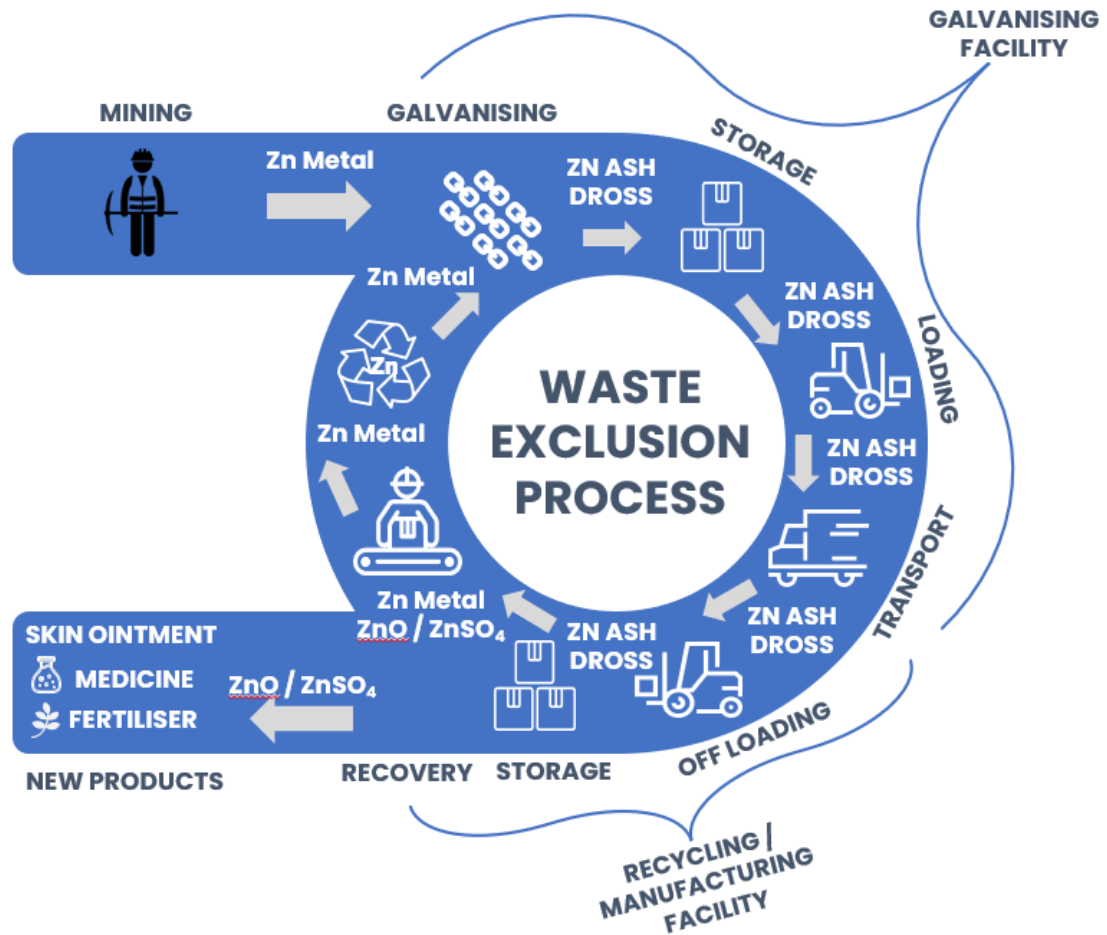 GALVANISING
FACILITY
MINING
GALVANISING
STORAGE
Zn Metal
ZN ASH
DROSS
Zn Metal
ZN ASH
DROSS
LOADING
Zn
WASTE
EXCLUSION
PROCESS
Zn Metal
ZN ASH
DROSS
TRANSPORT
Zn Metal
ZnO / ZnSO₄
ZN ASH
DROSS
ZN ASH
DROSS
SKIN OINTMENT
MEDICINE
FERTILISER
ZnO / ZnSO₄
OFF LOADING
NEW PRODUCTS
RECOVERY
STORAGE
RECYCLING /
MANUFACTURING
FACILITY